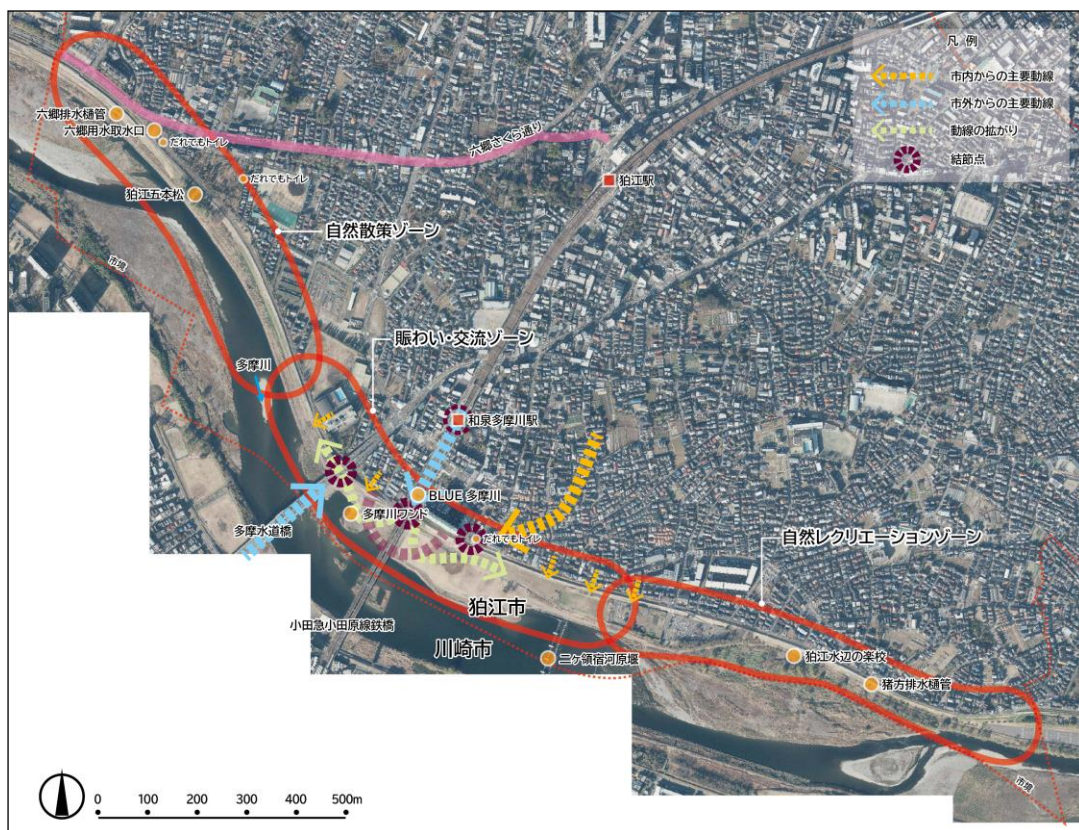 凡 例
市内からの主要動線
市外からの主要動線
動線の拡がり
結節点
六郷排水樋管
六郷用水取水口
だれでもトイレ
だれでもトイレ
六郷さくら通り
狛江駅
狛江五本松
自然散策ゾーン
市境
賑わい・交流ゾーン
多摩川
和泉多摩川駅
BLUE 多摩川
多摩川ワンド
多摩水道橋
だれでもトイレ
自然レクリエーションゾーン
狛江市
小田急小田原線鉄橋
川崎市
二ケ領宿河原堰
狛江水辺の楽校
猪方排水樋管
市境
0 100 200 300 400 500m